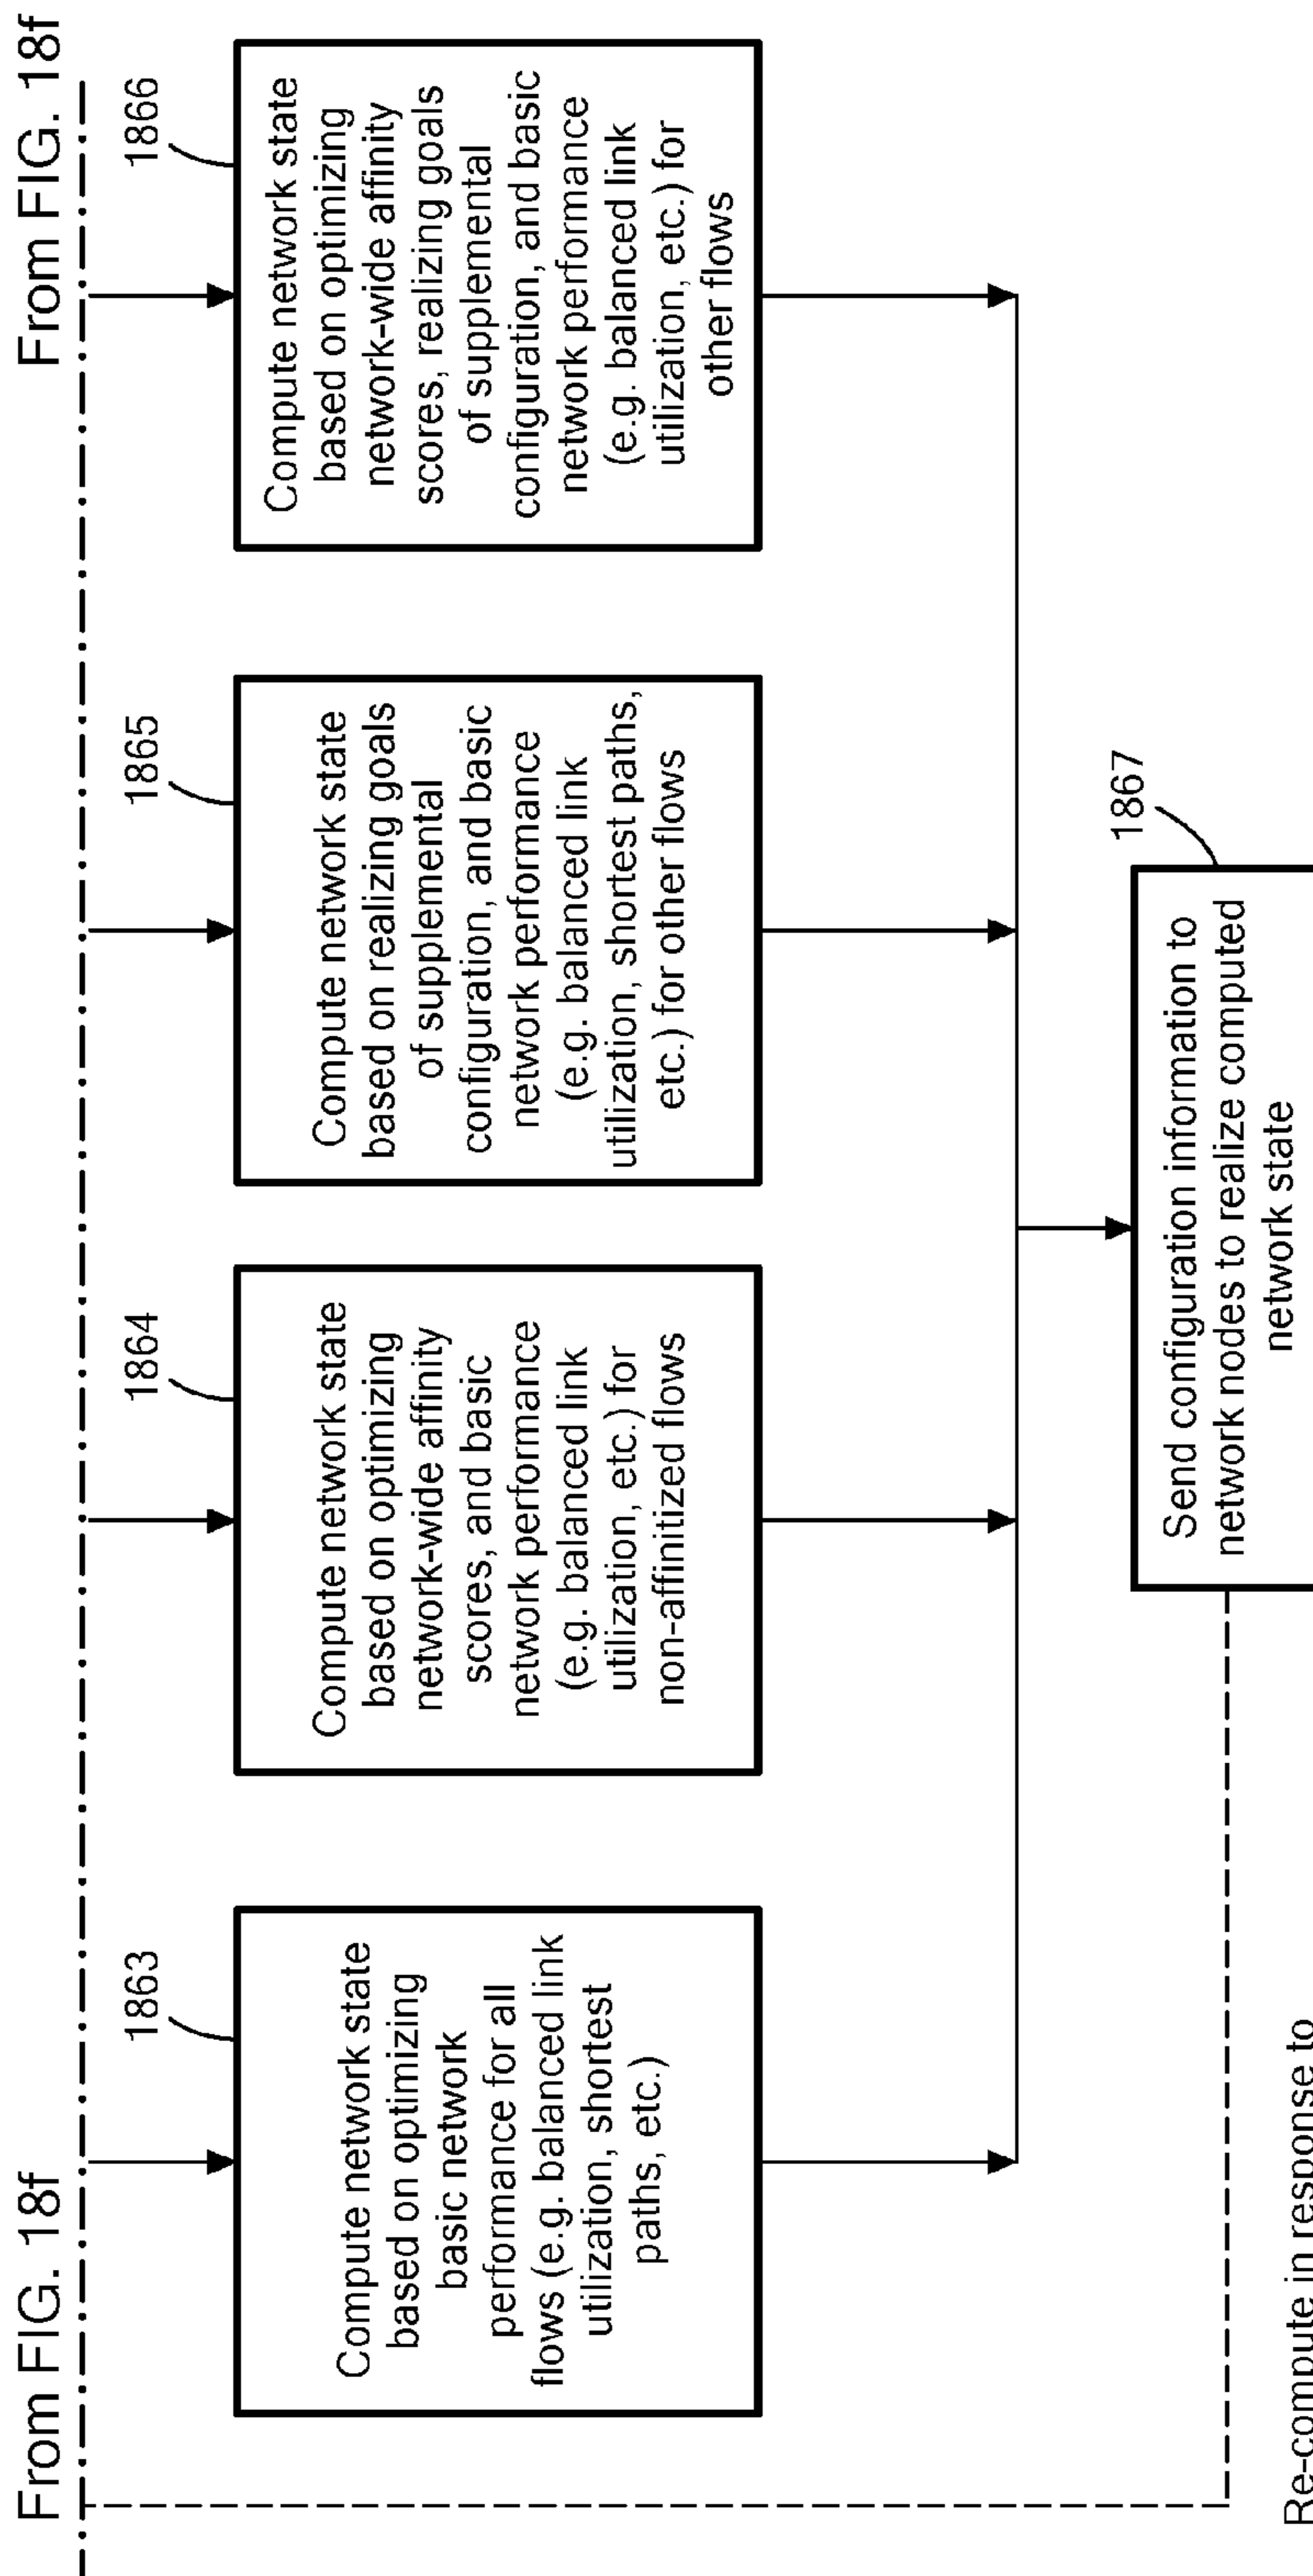 From FIG. 18f
From FIG. 18f
1863
Compute network state
based on optimizing
basic network
performance for all
flows (e.g. balanced link
utilization, shortest
paths, etc.)
1864
Compute network state
based on optimizing
network-wide affinity
scores, and basic
network performance
(e.g. balanced link
utilization, etc.) for
non-affinitized flows
1865
Compute network state
based on realizing goals
of supplemental
configuration, and basic
network performance
(e.g. balanced link
utilization, shortest paths,
etc.) for other flows
1866
Compute network state
based on optimizing
network-wide affinity
scores, realizing goals
of supplemental
configuration, and basic
network performance
(e.g. balanced link
utilization, etc.) for
other flows
1867
Send configuration information to
network nodes to realize computed
network state
Re-compute in response to